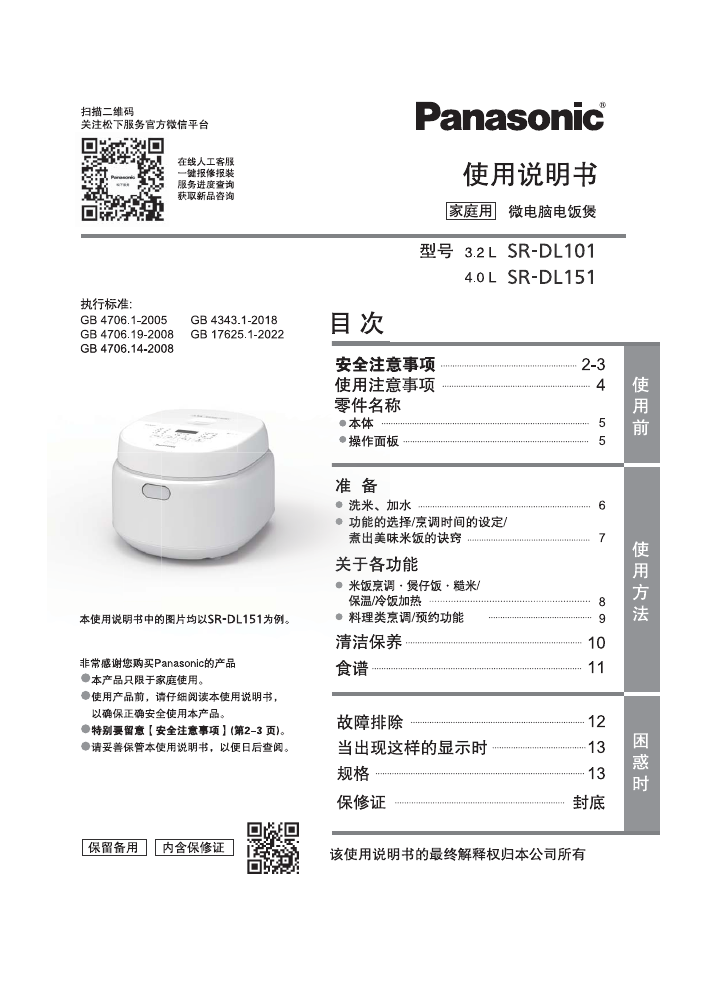 扫描二维码
关注松下服务官方微信平台
在线人工客服
一键报修报装
服务进度查询
获取新品咨询
Panasonic®
使用说明书
家庭用 微电脑电饭煲
型号 3.2 L SR-DL101
4.0 L SR-DL151
执行标准:
GB 4706.1-2005 GB 4343.1-2018
GB 4706.19-2008 GB 17625.1-2022
GB 4706.14-2008
本使用说明书中的图片均以SR-DL151为例。
非常感谢您购买Panasonic的产品
●本产品只限于家庭使用。
●使用产品前，请仔细阅读本使用说明书，
以确保正确安全使用本产品。
●特别要留意【安全注意事项】(第2-3 页)。
●请妥善保管本使用说明书，以便日后查阅。
保留备用 内含保修证
目次
安全注意事项 2-3
使用注意事项 4
零件名称
●本体 5
●操作面板 5
使用前
准 备
● 洗米、加水 6
● 功能的选择/烹调时间的设定/
煮出美味米饭的诀窍 7
关于各功能
● 米饭烹调·煲仔饭·糙米/
保温/冷饭加热 8
● 料理类烹调/预约功能 9
清洁保养 10
食谱 11
使用方法
故障排除 12
当出现这样的显示时 13
规格 13
保修证 封底
困惑时
该使用说明书的最终解释权归本公司所有